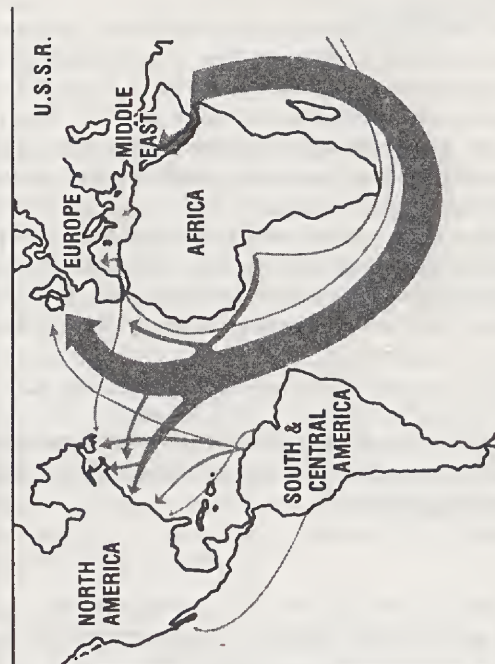 U.S.S.R.
EUROPE
MIDDLE
EAST
AFRICA
NORTH
AMERICA
SOUTH &
CENTRAL
AMERICA